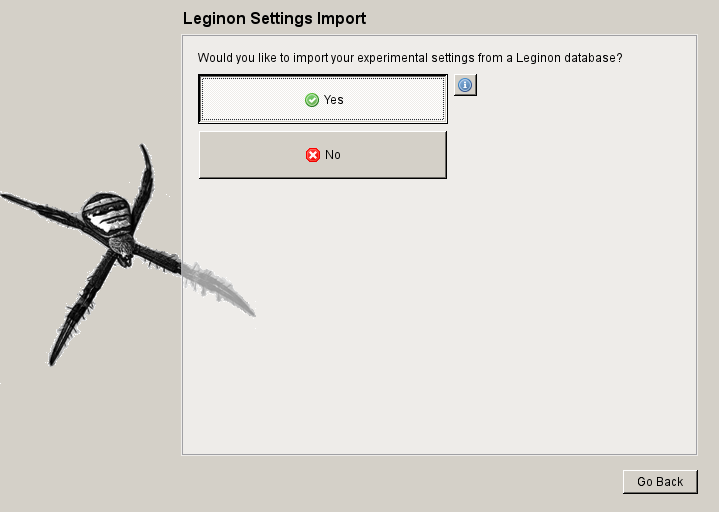 Leginon Settings Import
Would you like to import your experimental settings from a Leginon database?
Yes
No
Go Back